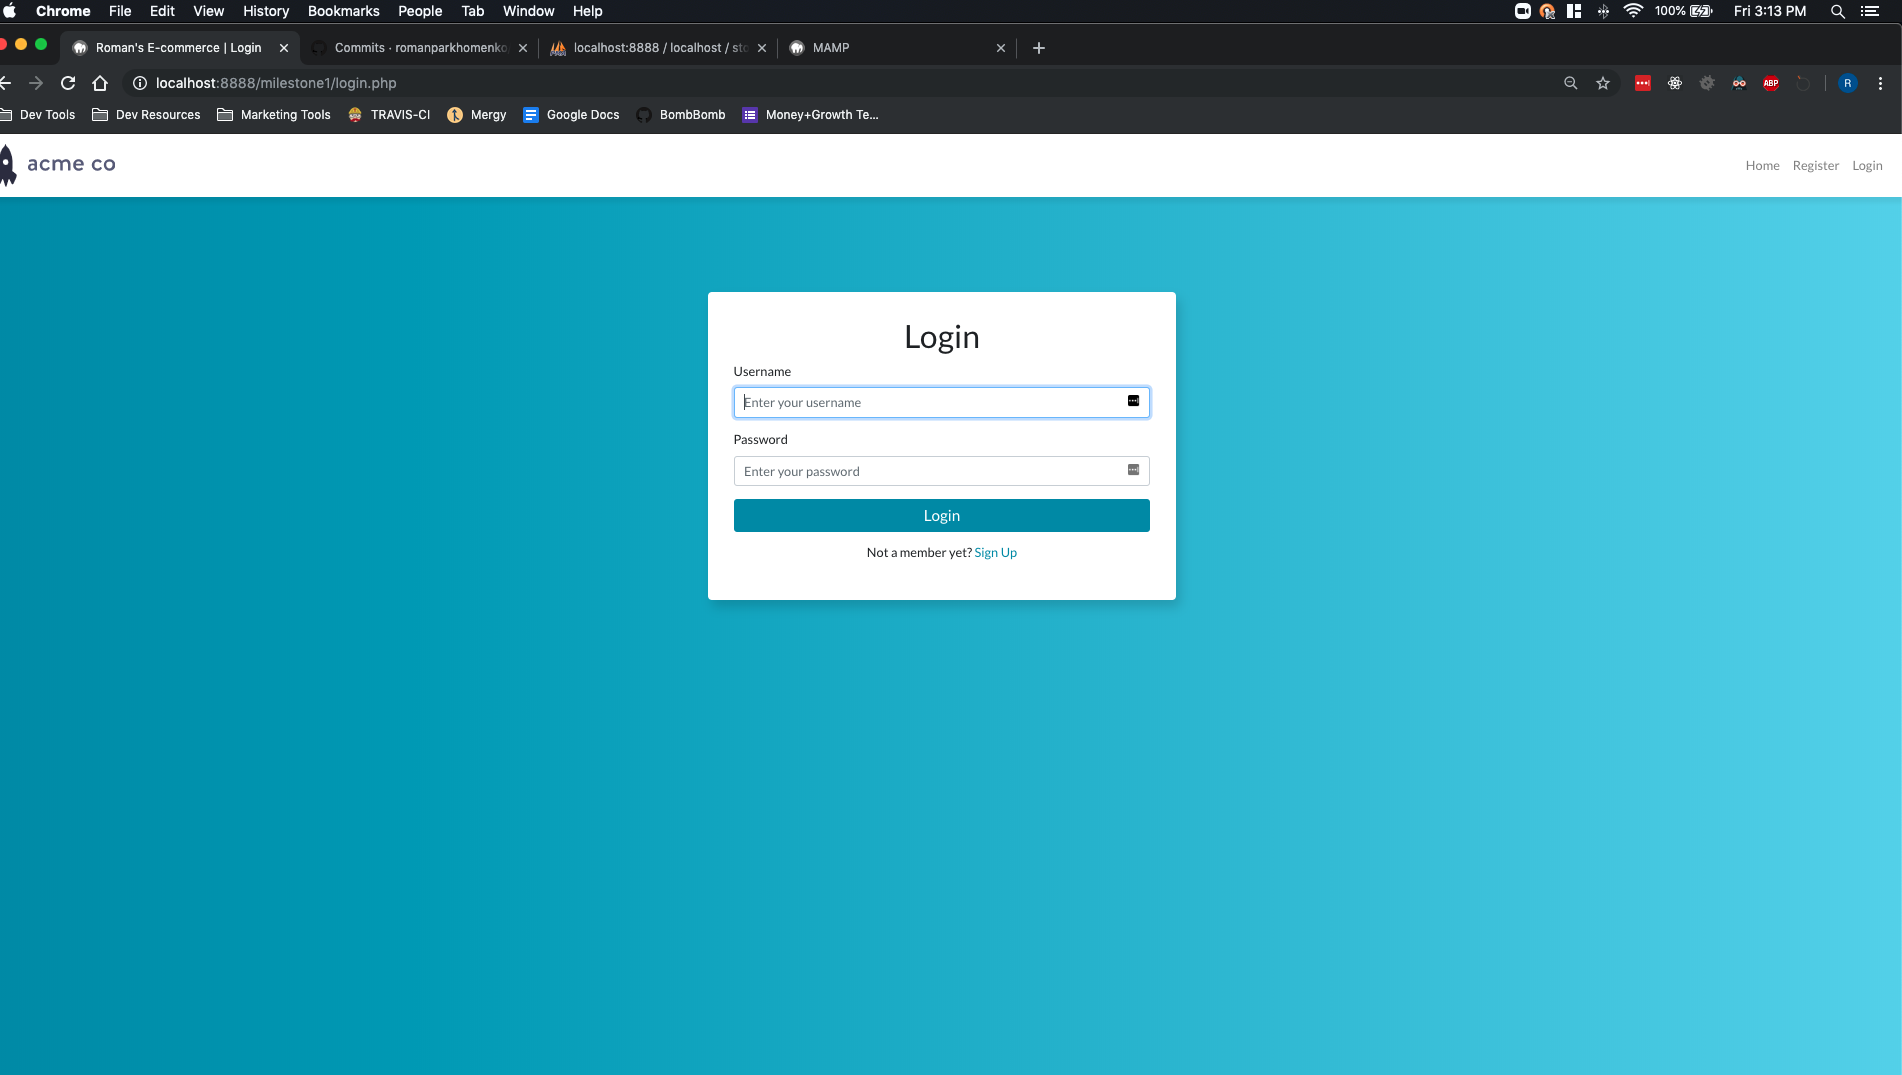 Chrome File Edit View History Bookmarks People Tab Window Help 100% Fri 3:13 PM
Roman's E-commerce | Login Commits · romanparkhomenko localhost:8888 / localhost / sto MAMP
localhost:8888/milestone1/login.php ABP R
Dev Tools Dev Resources Marketing Tools TRAVIS-CI Mergy Google Docs BombBomb Money+Growth Te...
acme co Home Register Login
Login
Username
Enter your username
Password
Enter your password
Login
Not a member yet? Sign Up